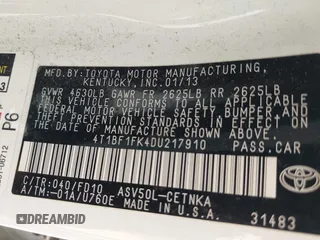 MFD. BY: TOYOTA MOTOR MANUFACTURING,
KENTUCKY, INC. 01/13
GVWR 4630LB GAWR FR 2625LB RR 2625LB
THIS VEHICLE CONFORMS TO ALL APPLICABLE
FEDERAL MOTOR VEHICLE SAFETY, BUMPER, AND
THEFT PREVENTION STANDARDS IN EFFECT ON
THE DATE OF MANUFACTURE SHOWN ABOVE.
4T1BF1FK4DU217910 PASS.CAR
C/TR:040/FD10 ASV50L-CETNKA
A/TM:-01A/U760E MADE IN U.S.A.
TOYOTA
31483
P6
DREAMBID